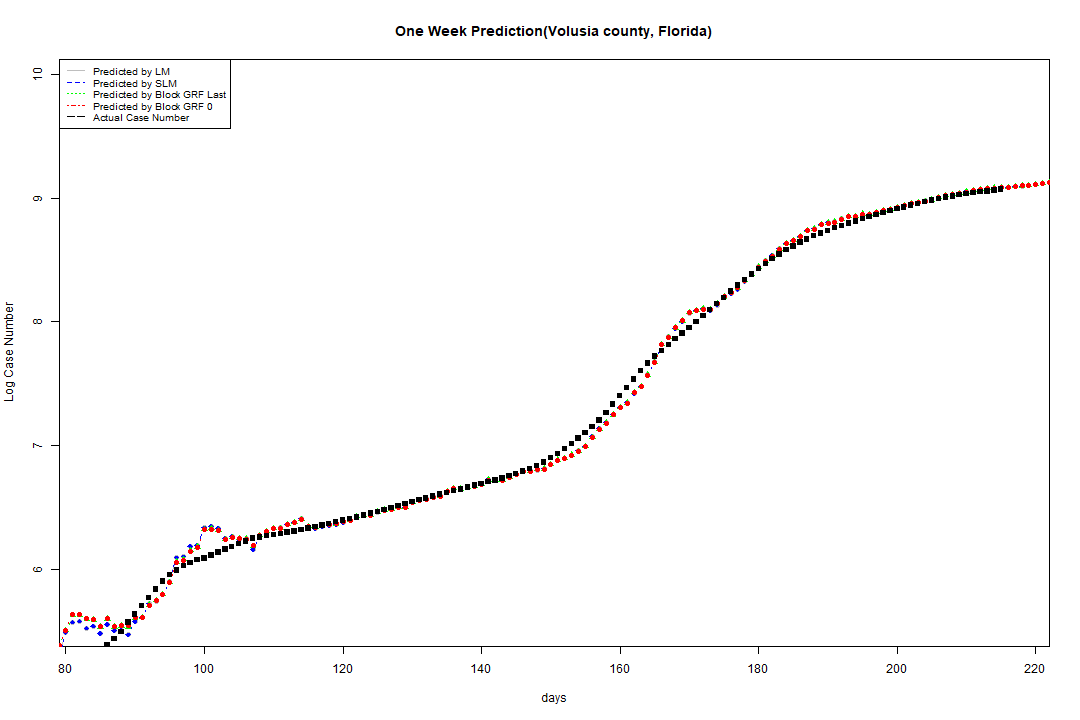 One Week Prediction(Volusia county, Florida)
10
Predicted by LM
Predicted by SLM
Predicted by Block GRF Last
Predicted by Block GRF 0
Actual Case Number
9
8
7
6
Log Case Number
80 100 120 140 160 180 200 220
days